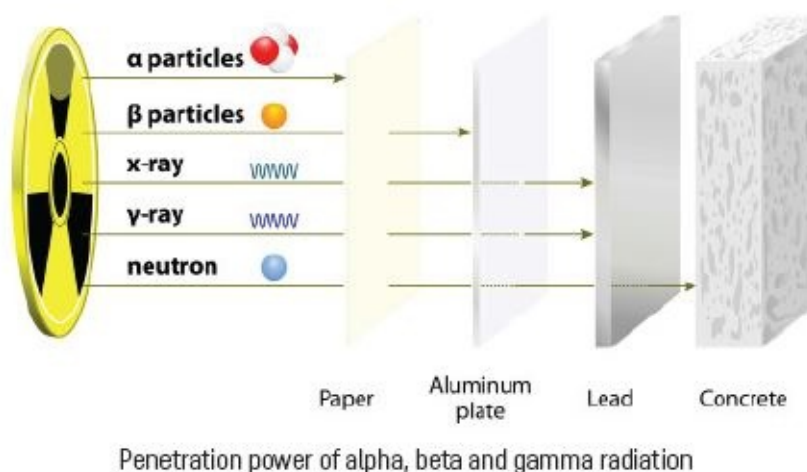 α particles
β particles
x-ray
γ-ray
neutron
Paper
Aluminum
plate
Lead
Concrete
Penetration power of alpha, beta and gamma radiation